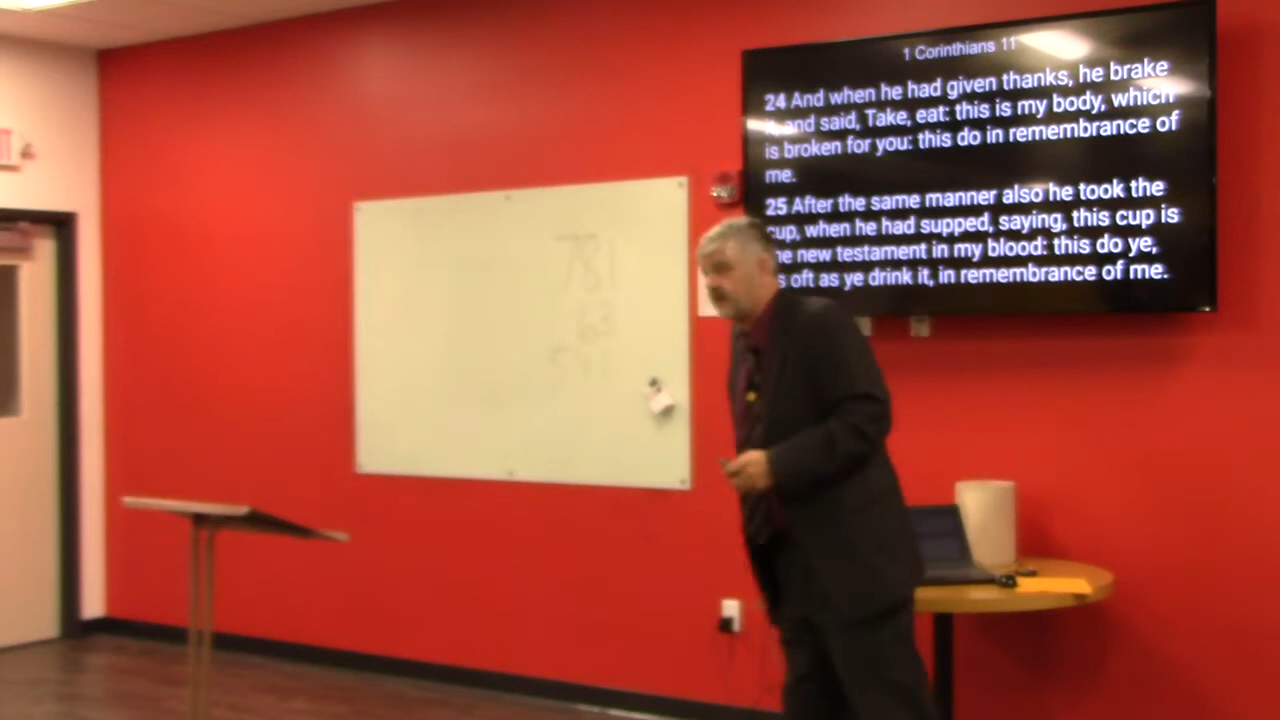 1 Corinthians 11
24 And when he had given thanks, he brake
and said, Take, eat: this is my body, which
is broken for you: this do in remembrance of
me.
25 After the same manner also he took the
cup, when he had supped, saying, this cup is
new testament in my blood: this do ye,
oft as ye drink it, in remembrance of me.
781
63